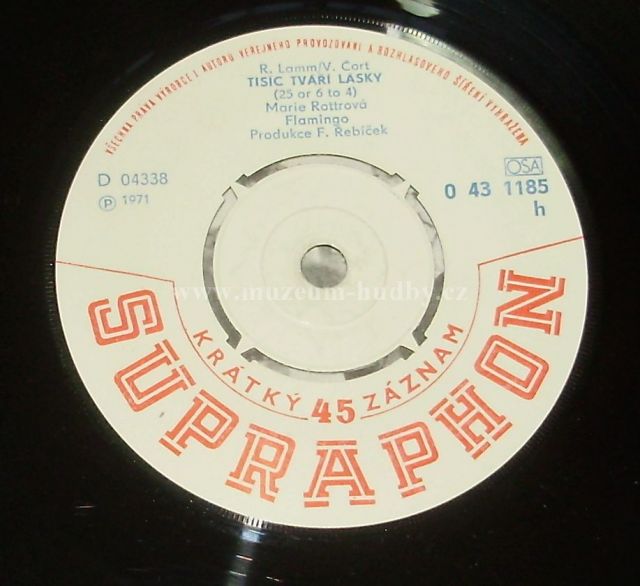 VŠECHNA PRÁVA VÝROBCE I AUTORŮ VEŘEJNÉHO PROVOZOVÁNÍ A ROZHLASOVÉHO ŠÍŘENÍ VYHRAŽENA
R. Lamm/V. Čort
TISÍC TVÁŘÍ LÁSKY
(25 or 6 to 4)
Marie Rottrová
Flamingo
Produkce F. Řebíček
D 04338
Ⓟ 1971
OSA
0 43 1185
h
www.muzeum-hudby.cz
KRÁTKÝ 45 ZÁZNAM
SUPRAPHON